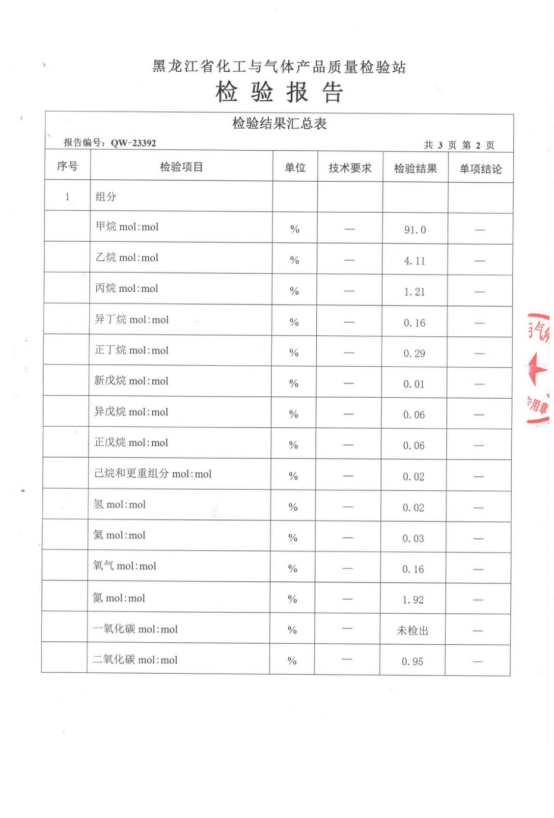 黑龙江省化工与气体产品质量检验站
检 验 报 告
检验结果汇总表
报告编号：QW-23392 共 3 页 第 2 页
序号 检验项目 单位 技术要求 检验结果 单项结论
1 组分
甲烷 mol:mol % — 91.0 —
乙烷 mol:mol % — 4.11 —
丙烷 mol:mol % — 1.21 —
异丁烷 mol:mol % — 0.16 —
正丁烷 mol:mol % — 0.29 —
新戊烷 mol:mol % — 0.01 —
异戊烷 mol:mol % — 0.06 —
正戊烷 mol:mol % — 0.06 —
己烷和更重组分 mol:mol % — 0.02 —
氢 mol:mol % — 0.02 —
氦 mol:mol % — 0.03 —
氧气 mol:mol % — 0.16 —
氮 mol:mol % — 1.92 —
一氧化碳 mol:mol % — 未检出 —
二氧化碳 mol:mol % — 0.95 —
与气体
专用章